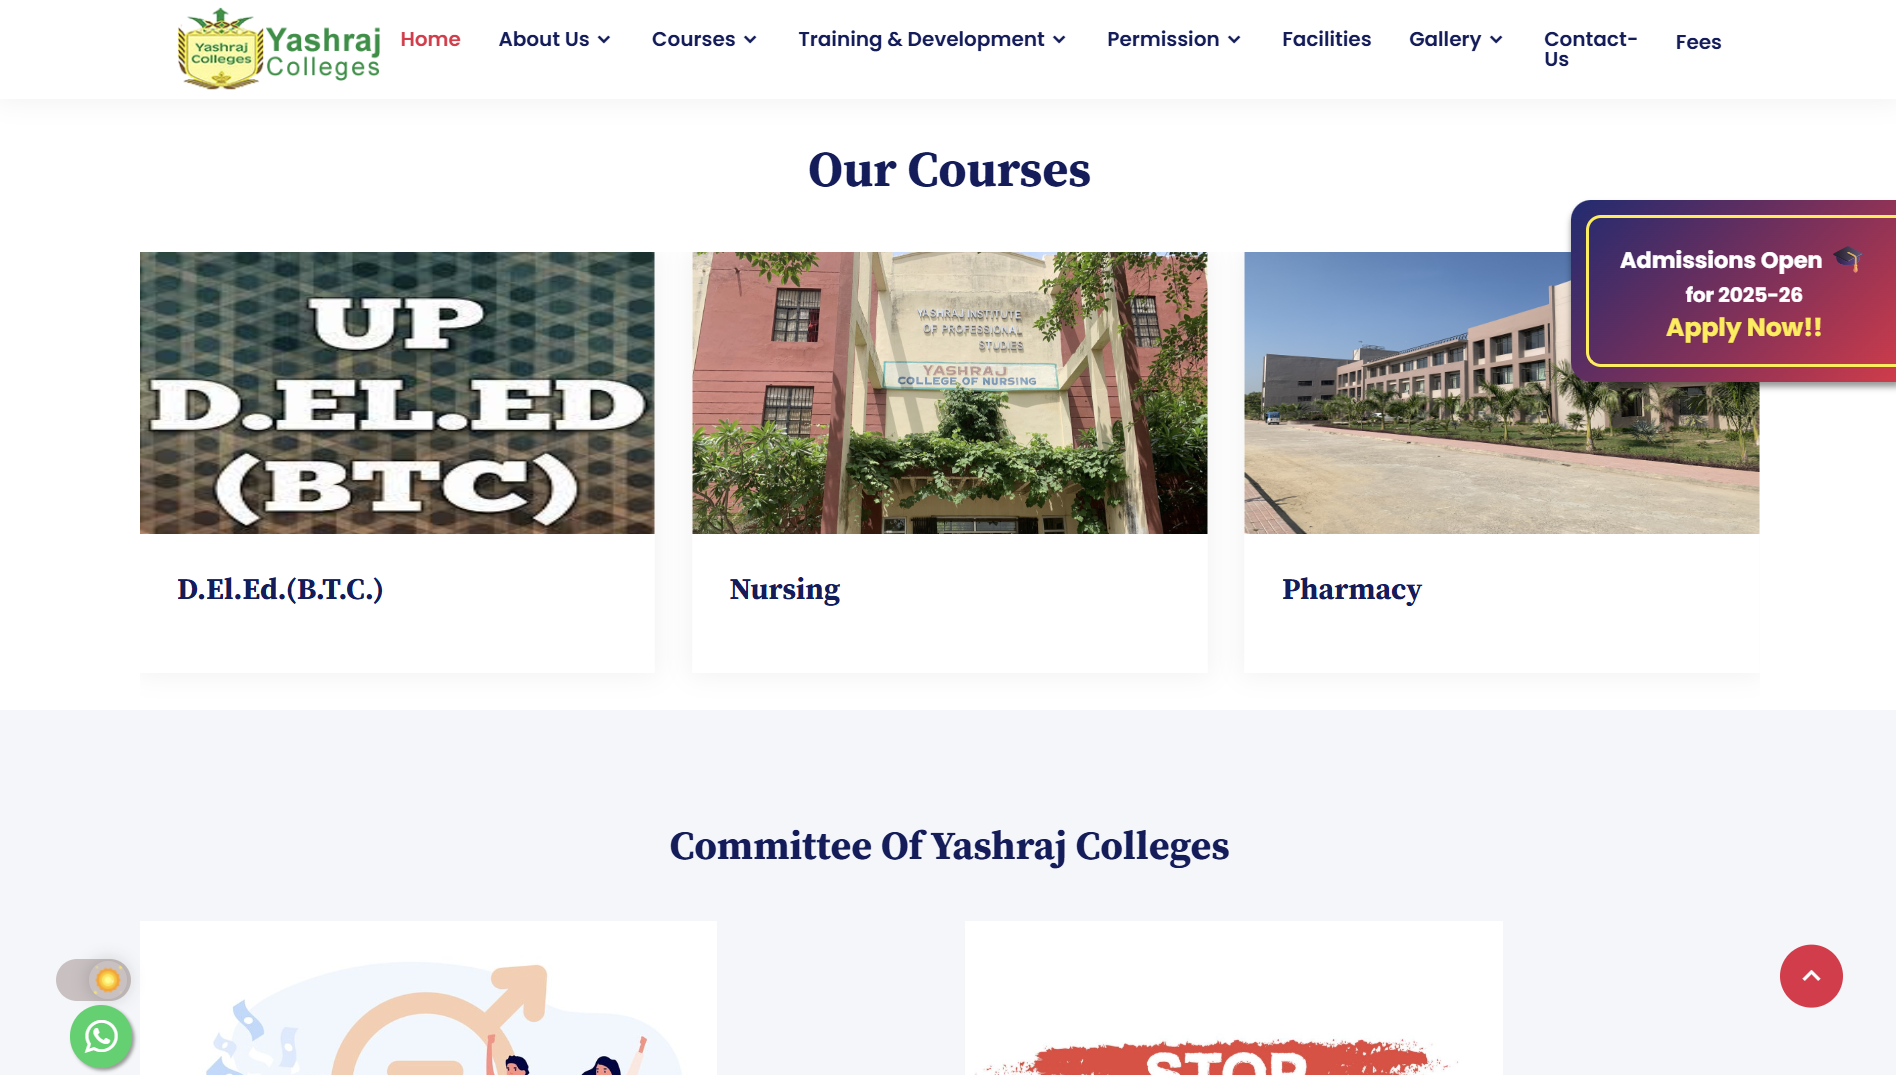 Yashraj
Colleges
Yashraj
Colleges
Home
About Us
Courses
Training & Development
Permission
Facilities
Gallery
Contact-
Us
Fees
Our Courses
Admissions Open
for 2025-26
Apply Now!!
UP
D.EL.ED
(BTC)
YASHRAJ INSTITUTE
OF PROFESSIONAL
STUDIES
YASHRAJ
COLLEGE OF NURSING
D.El.Ed.(B.T.C.)
Nursing
Pharmacy
Committee Of Yashraj Colleges
STOP